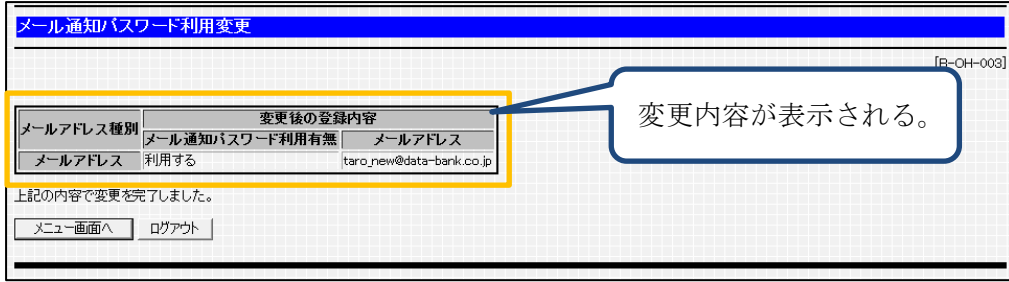 メール通知パスワード利用変更
[B-OH-003]
変更内容が表示される。
メールアドレス種別 変更後の登録内容
メール通知パスワード利用有無 メールアドレス
メールアドレス 利用する taro_new@data-bank.co.jp
上記の内容で変更を完了しました。
メニュー画面へ ログアウト